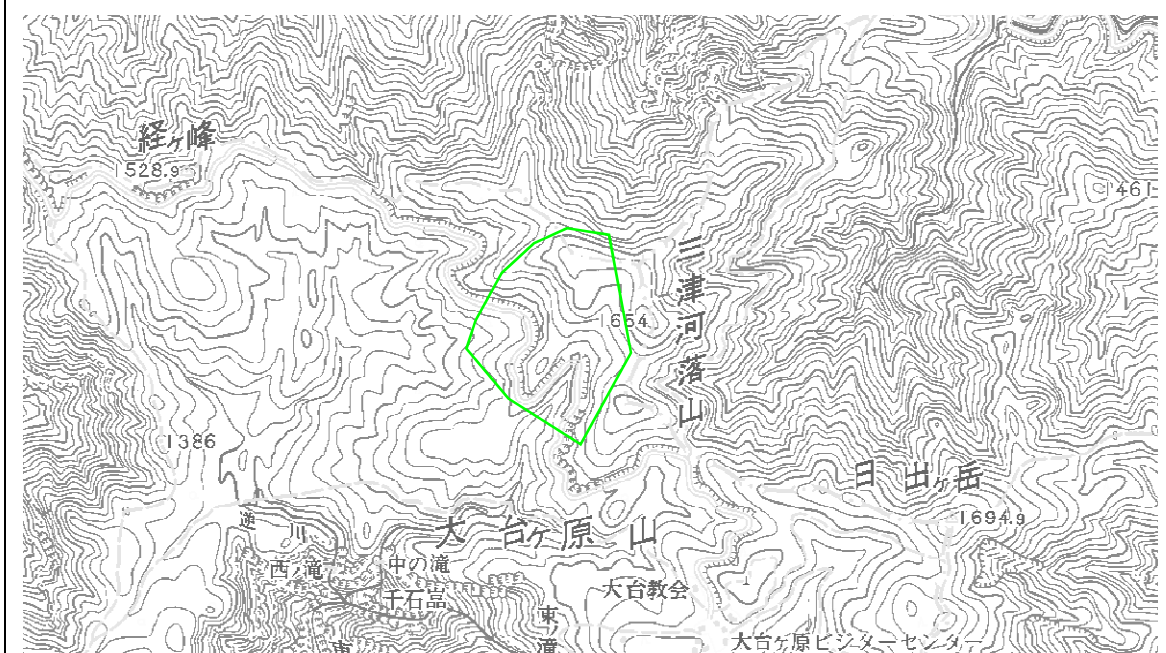 経ヶ峰
1528.9
1461
三津河落山
1654
1386
日出ヶ岳
1694.9
大台ヶ原山
逆川
西ノ滝
中の滝
千石嵓
大台教会
東ノ滝
大台ヶ原ビジターセンター